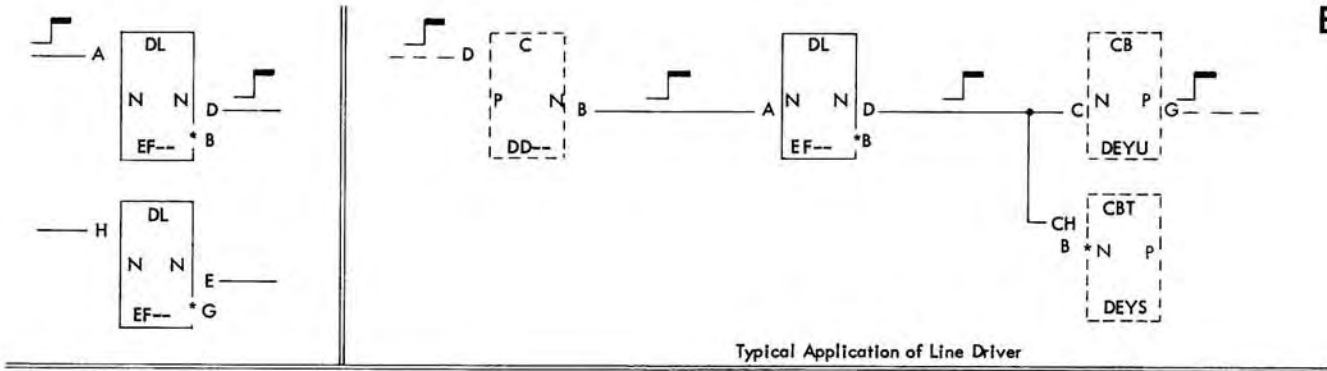 A
DL
N N
D
* B
EF--
H
DL
N N
E
* G
EF--
D
C
P N
B
DD--
A
DL
N N
D
*B
EF--
C
CB
N P
G
DEYU
CH
B
CBT
* N P
DEYS
Typical Application of Line Driver